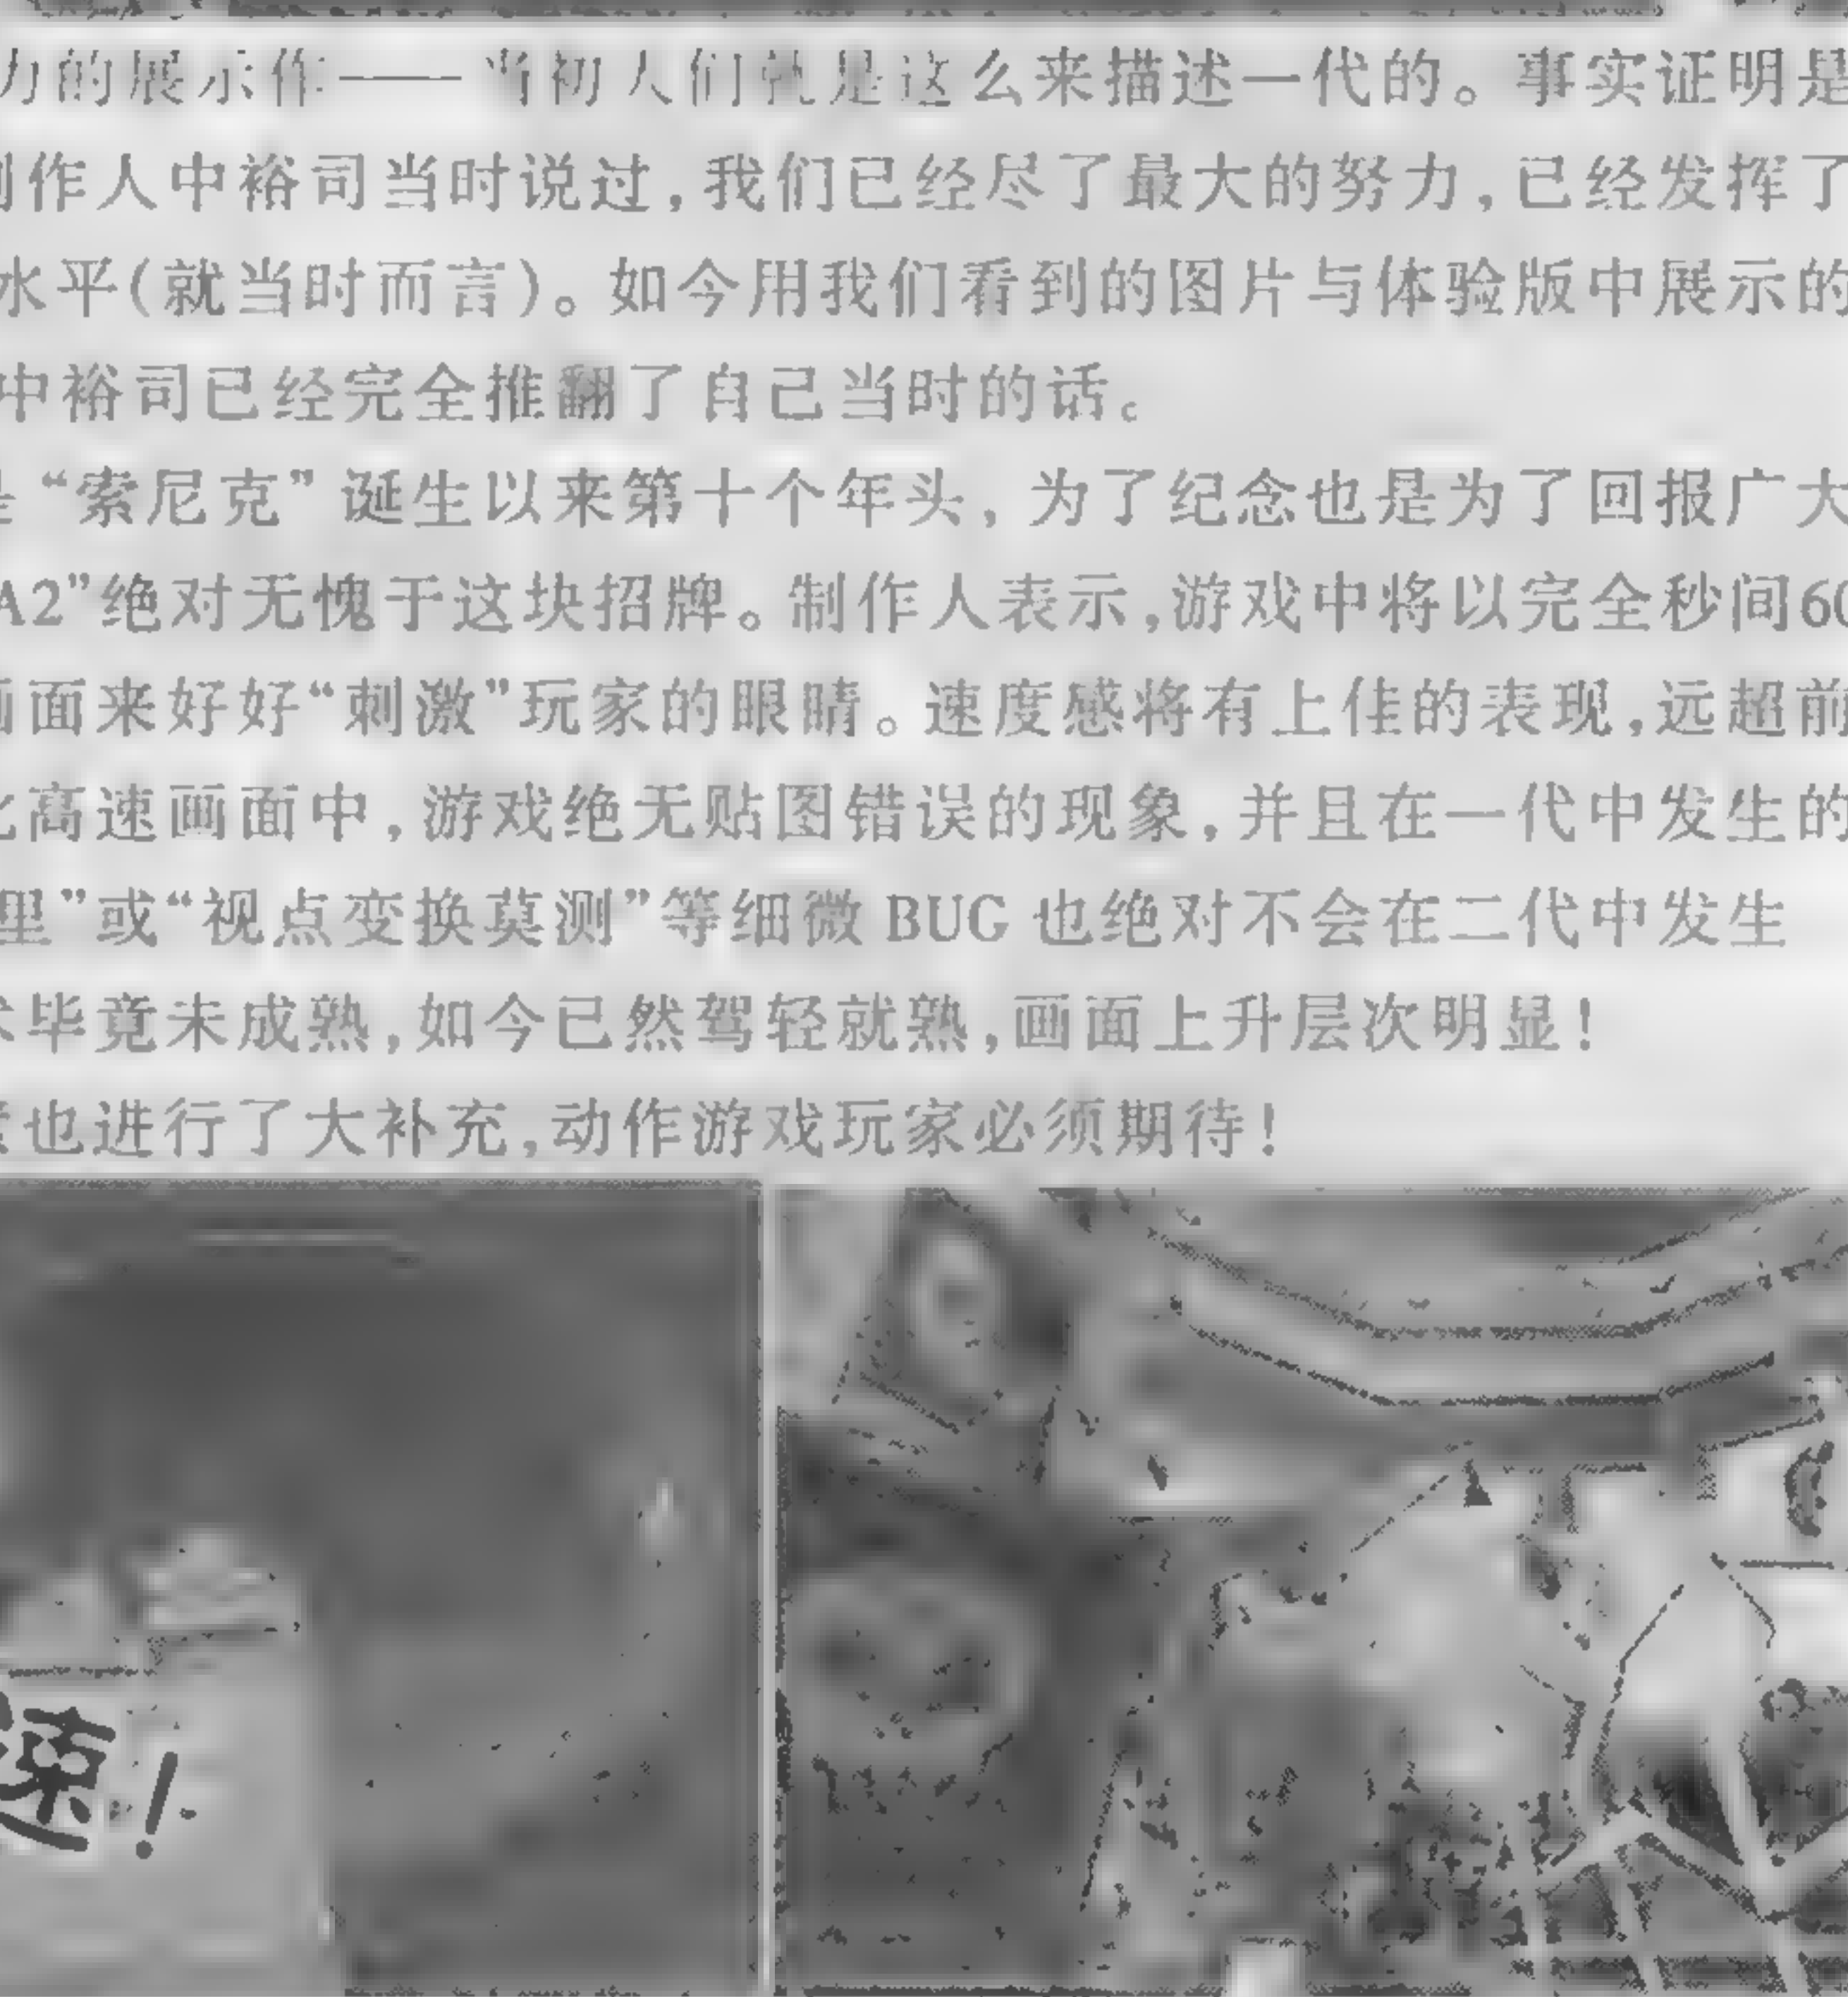 力的展示作——当初人们就是这么来描述一代的。事实证明是
作人中裕司当时说过,我们已经尽了最大的努力,已经发挥了
水平(就当时而言)。如今用我们看到的图片与体验版中展示的
中裕司已经完全推翻了自己当时的话。
是“索尼克”诞生以来第十个年头,为了纪念也是为了回报广大
A2”绝对无愧于这块招牌。制作人表示,游戏中将以完全秒间60
面来好好“刺激”玩家的眼睛。速度感将有上佳的表现,远超前
高速画面中,游戏绝无贴图错误的现象,并且在一代中发生的
里”或“视点变换莫测”等细微 BUG 也绝对不会在二代中发生
毕竟未成熟,如今已然驾轻就熟,画面上升层次明显!
也进行了大补充,动作游戏玩家必须期待!
速!